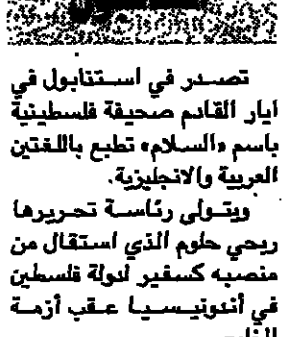 تصدر في استنابول في
ايار القادم صحيفة فلسطينية
باسم «السلام» تطبع باللغتين
العربية والانجليزية.
ويتولى رئاسة تحريرها
ربحي حلوم الذي استقال من
منصبه كسفير لدولة فلسطين
في أندونيسيا عقب أزمة